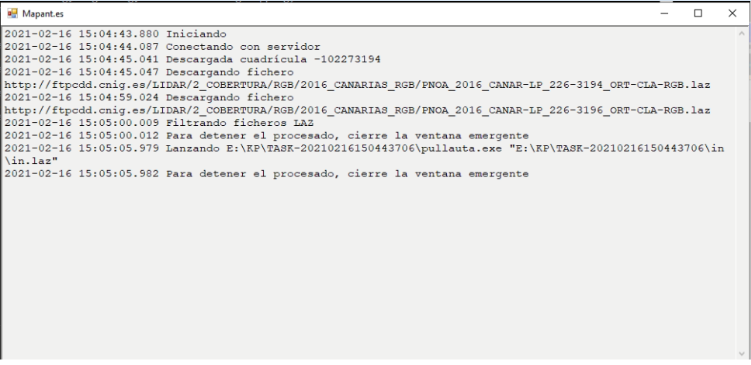 Mapant.es
2021-02-16 15:04:43.880 Iniciando
2021-02-16 15:04:44.087 Conectando con servidor
2021-02-16 15:04:45.041 Descargada cuadrícula -102273194
2021-02-16 15:04:45.047 Descargando fichero
http://ftpcdd.cnig.es/LIDAR/2_COBERTURA/RGB/2016_CANARIAS_RGB/PNOA_2016_CANAR-LP_226-3194_ORT-CLA-RGB.laz
2021-02-16 15:04:59.024 Descargando fichero
http://ftpcdd.cnig.es/LIDAR/2_COBERTURA/RGB/2016_CANARIAS_RGB/PNOA_2016_CANAR-LP_226-3196_ORT-CLA-RGB.laz
2021-02-16 15:05:00.009 Filtrando ficheros LAZ
2021-02-16 15:05:00.012 Para detener el procesado, cierre la ventana emergente
2021-02-16 15:05:05.979 Lanzando E:\KP\TASK-20210216150443706\pullauta.exe "E:\KP\TASK-20210216150443706\in
\in.laz"
2021-02-16 15:05:05.982 Para detener el procesado, cierre la ventana emergente